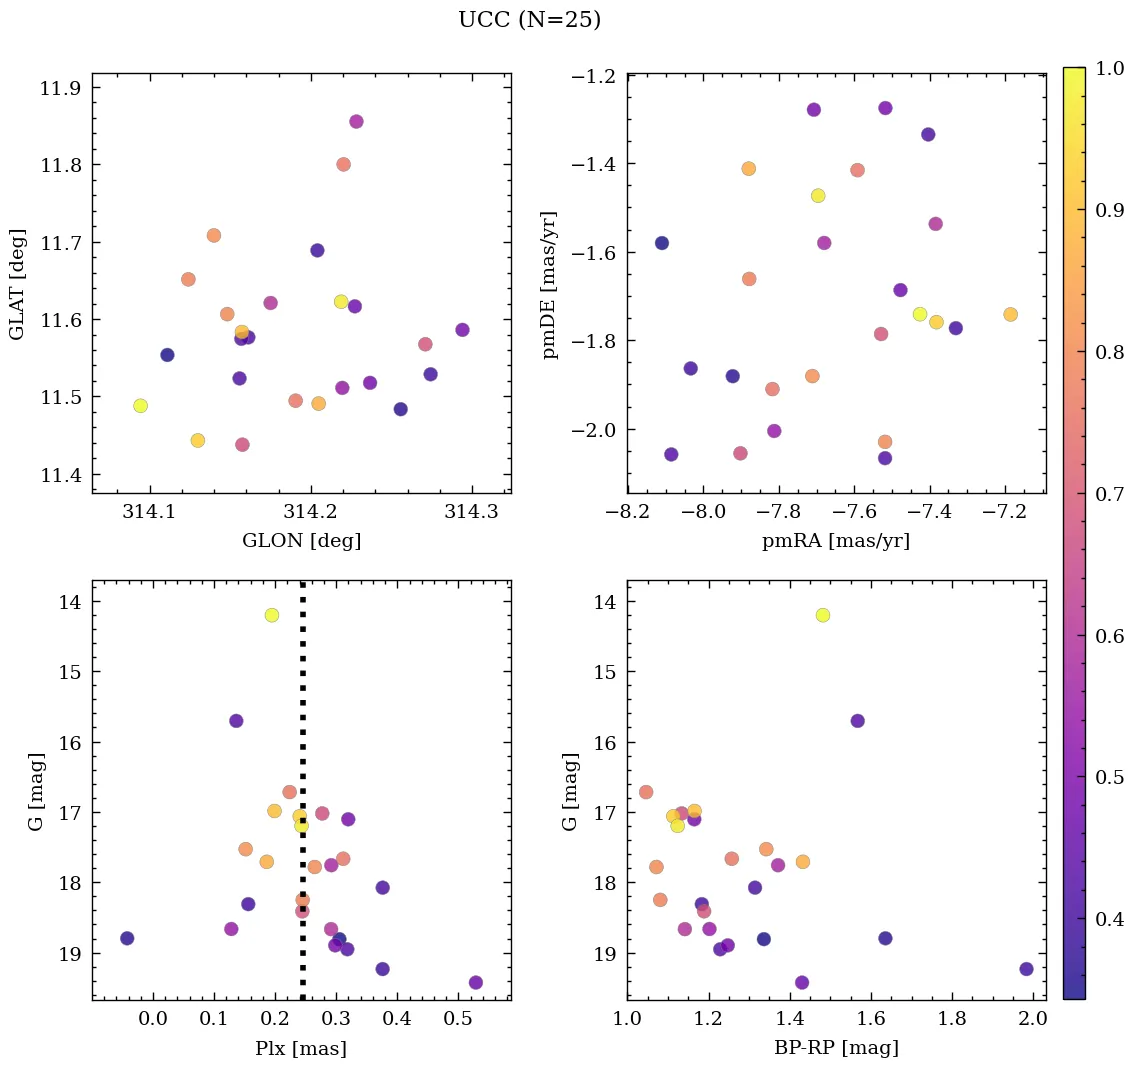 UCC (N=25)
11.9
11.8
11.7
11.6
11.5
11.4
GLAT [deg]
314.1 314.2 314.3
GLON [deg]
−1.2
−1.4
−1.6
−1.8
−2.0
pmDE [mas/yr]
−8.2 −8.0 −7.8 −7.6 −7.4 −7.2
pmRA [mas/yr]
14
15
16
17
18
19
G [mag]
0.0 0.1 0.2 0.3 0.4 0.5
Plx [mas]
14
15
16
17
18
19
G [mag]
1.0 1.2 1.4 1.6 1.8 2.0
BP-RP [mag]
1.0
0.9
0.8
0.7
0.6
0.5
0.4